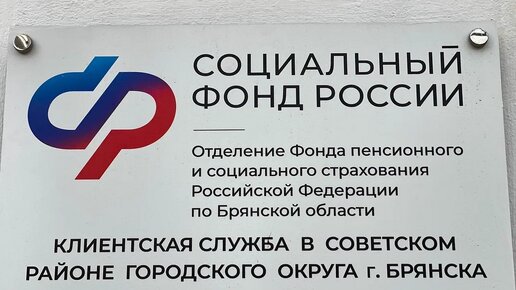 СОЦИАЛЬНЫЙ
ФОНД РОССИИ
Отделение Фонда пенсионного
и социального страхования
Российской Федерации
по Брянской области
КЛИЕНТСКАЯ СЛУЖБА В СОВЕТСКОМ
РАЙОНЕ ГОРОДСКОГО ОКРУГА г. БРЯНСКА